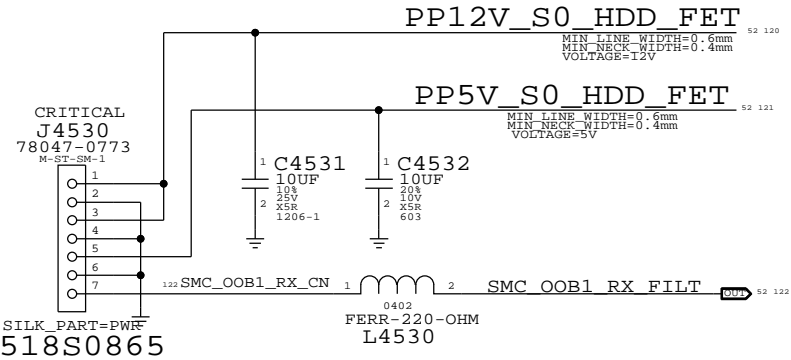 PP12V_S0_HDD_FET
52 120
MIN_LINE_WIDTH=0.6mm
MIN_NECK_WIDTH=0.4mm
VOLTAGE=12V
PP5V_S0_HDD_FET
52 121
MIN_LINE_WIDTH=0.6mm
MIN_NECK_WIDTH=0.4mm
VOLTAGE=5V
CRITICAL
J4530
78047-0773
M-ST-SM-1
1
2
3
4
5
6
7
1 C4531
10UF
10%
25V
2 X5R
1206-1
1 C4532
10UF
20%
10V
2 X5R
603
122 SMC_OOB1_RX_CN 1 2 SMC_OOB1_RX_FILT OUT 52 122
0402
FERR-220-OHM
L4530
SILK_PART=PWR
518S0865